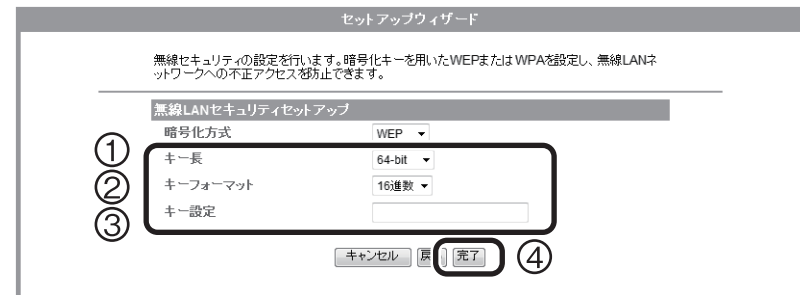 セットアップウィザード
無線セキュリティの設定を行います。暗号化キーを用いたWEPまたはWPAを設定し、無線LANネ
ットワークへの不正アクセスを防止できます。
無線LANセキュリティセットアップ
暗号化方式 WEP
① キー長 64-bit
② キーフォーマット 16進数
③ キー設定
キャンセル 戻 完了 ④